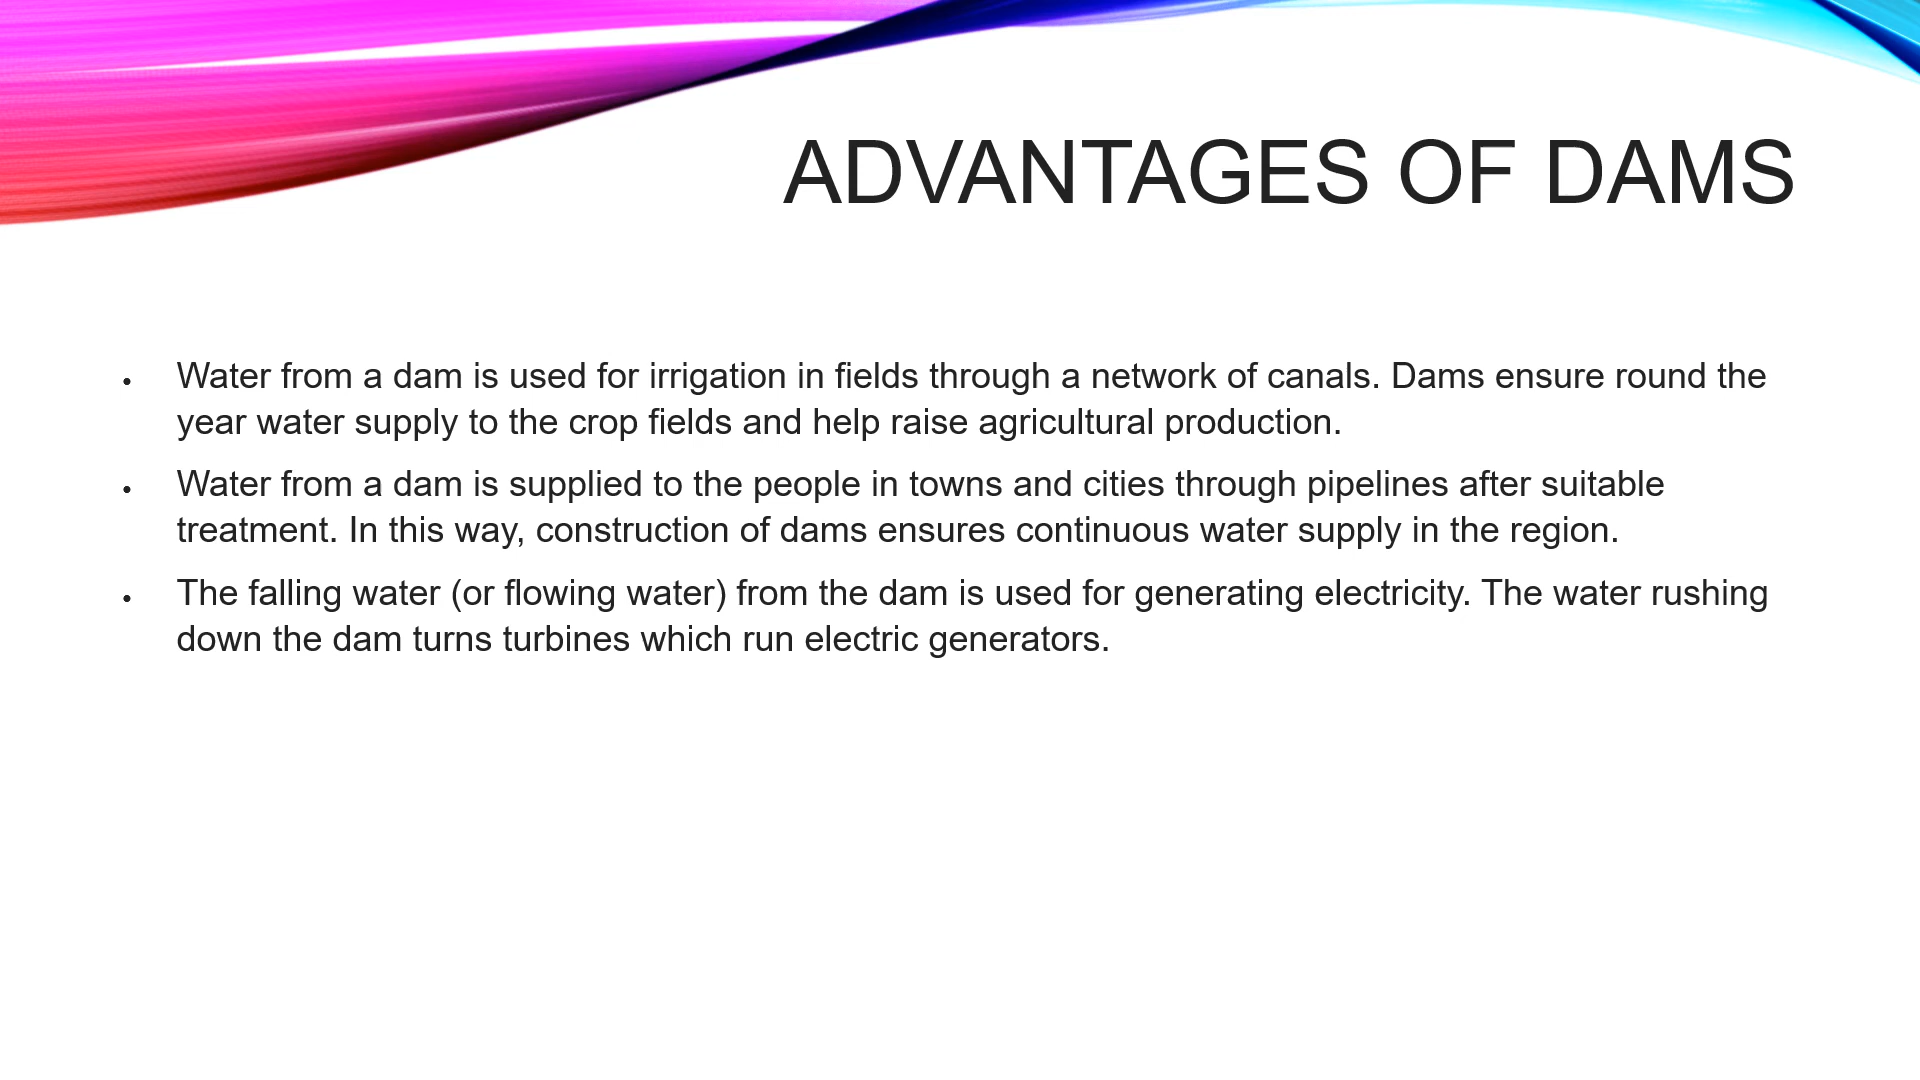 ADVANTAGES OF DAMS
• Water from a dam is used for irrigation in fields through a network of canals. Dams ensure round the
year water supply to the crop fields and help raise agricultural production.
• Water from a dam is supplied to the people in towns and cities through pipelines after suitable
treatment. In this way, construction of dams ensures continuous water supply in the region.
• The falling water (or flowing water) from the dam is used for generating electricity. The water rushing
down the dam turns turbines which run electric generators.